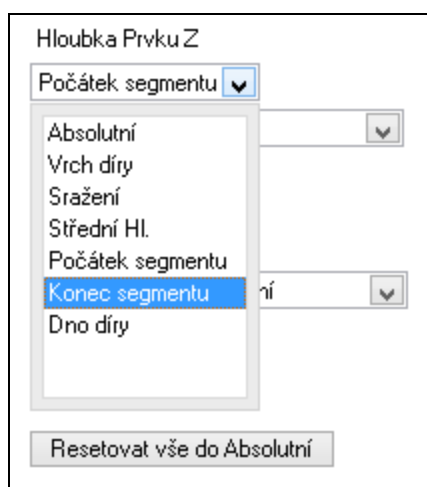 Hloubka Prvku Z
Počátek segmentu
Absolutní
Vrch díry
Sražení
Střední Hl.
Počátek segmentu
Konec segmentu
ní
Dno díry
Resetovat vše do Absolutní